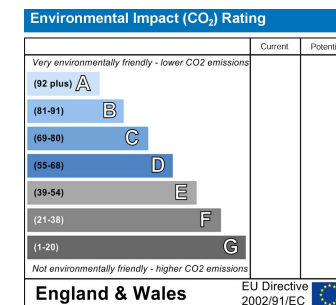 Environmental Impact (CO₂) Rating
Current
Very environmentally friendly - lower CO2 emissions
(92 plus) A
(81-91) B
(69-80) C
(55-68) D
(39-54) E
(21-38) F
(1-20) G
Not environmentally friendly - higher CO2 emissions
England & Wales
EU Directive
2002/91/EC